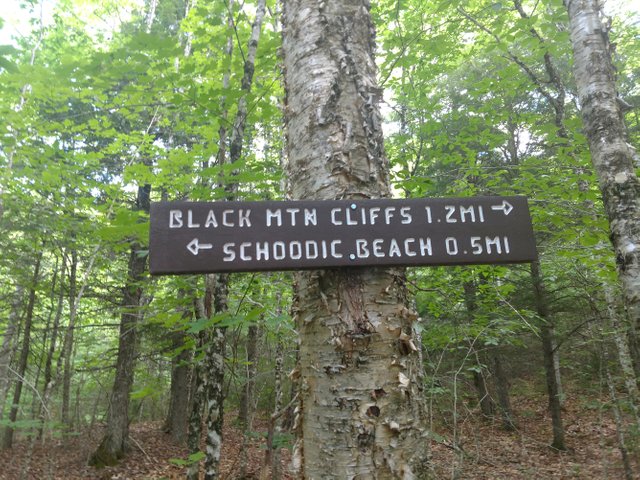 BLACK MTN CLIFFS 1.2MI →
← SCHOODIC BEACH 0.5MI